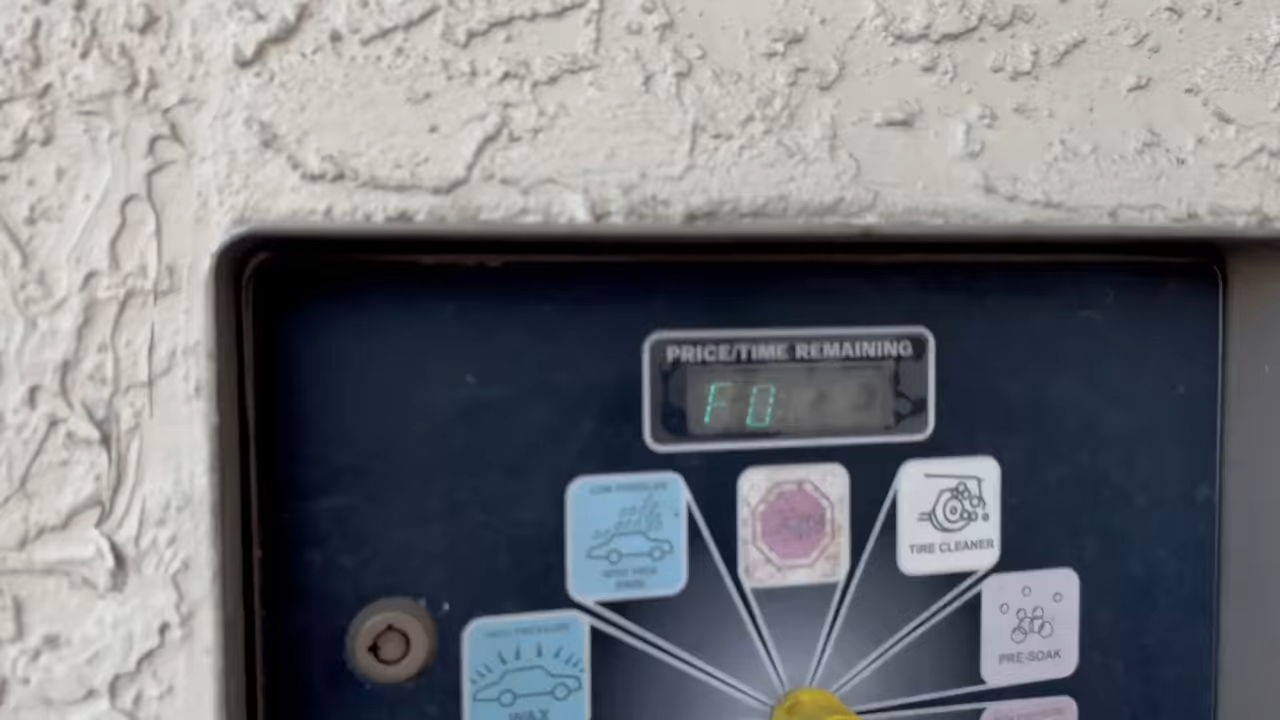 PRICE/TIME REMAINING
F0
LOW PRESSURE
TIRE CLEANER
PRE-SOAK
HIGH PRESSURE
WAX